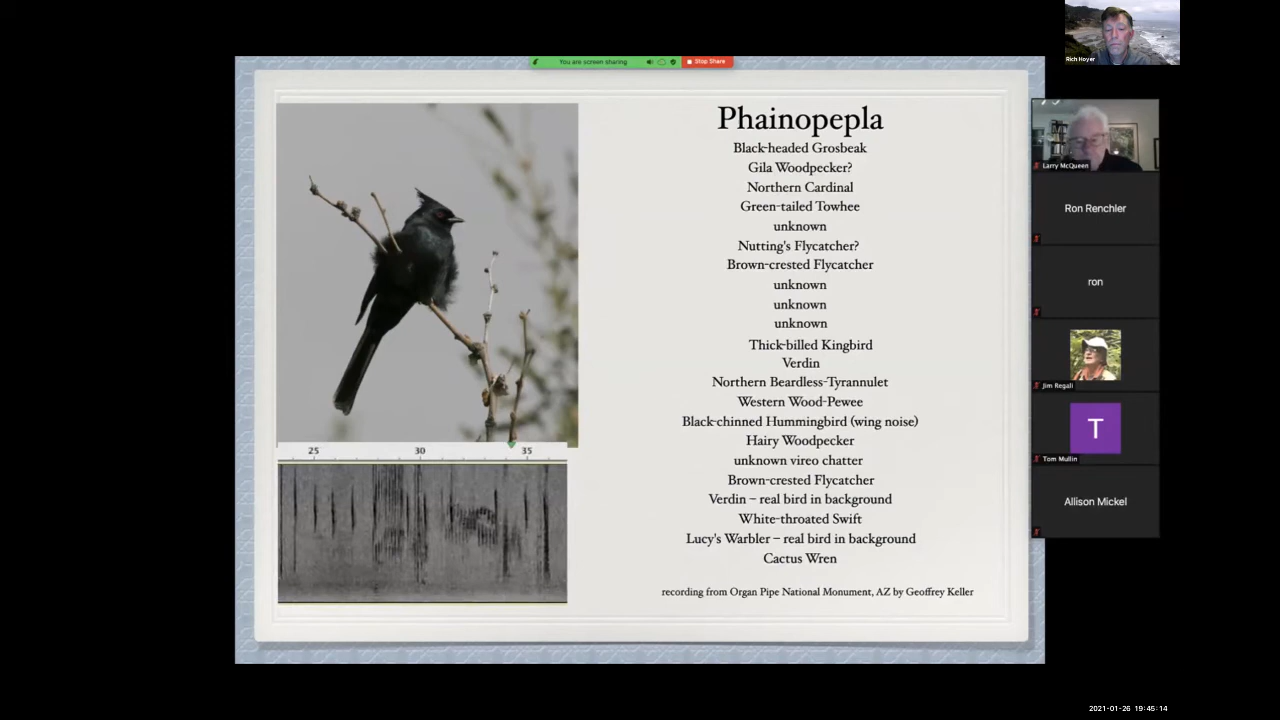 You are screen sharing
Stop Share
Rich Hoyer
Phainopepla
Black-headed Grosbeak
Gila Woodpecker?
Northern Cardinal
Green-tailed Towhee
unknown
Nutting's Flycatcher?
Brown-crested Flycatcher
unknown
unknown
unknown
Thick-billed Kingbird
Verdin
Northern Beardless-Tyrannulet
Western Wood-Pewee
Black-chinned Hummingbird (wing noise)
Hairy Woodpecker
unknown vireo chatter
Brown-crested Flycatcher
Verdin – real bird in background
White-throated Swift
Lucy's Warbler – real bird in background
Cactus Wren
recording from Organ Pipe National Monument, AZ by Geoffrey Keller
25 30 35
Larry McQueen
Ron Renchler
ron
Jim Regali
T
Tom Mullin
Allison Mickel
2021-01-26 19:45:14